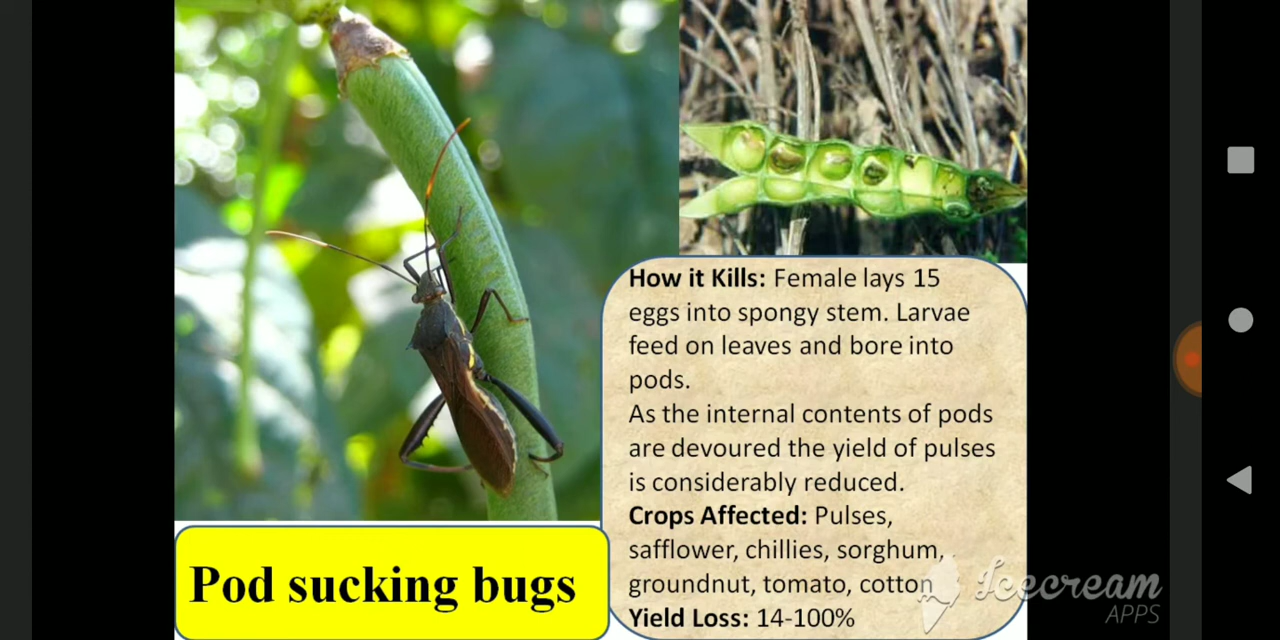 How it Kills: Female lays 15
eggs into spongy stem. Larvae
feed on leaves and bore into
pods.
As the internal contents of pods
are devoured the yield of pulses
is considerably reduced.
Crops Affected: Pulses,
safflower, chillies, sorghum,
groundnut, tomato, cotton
Yield Loss: 14-100%
Pod sucking bugs
Icecream
APPS